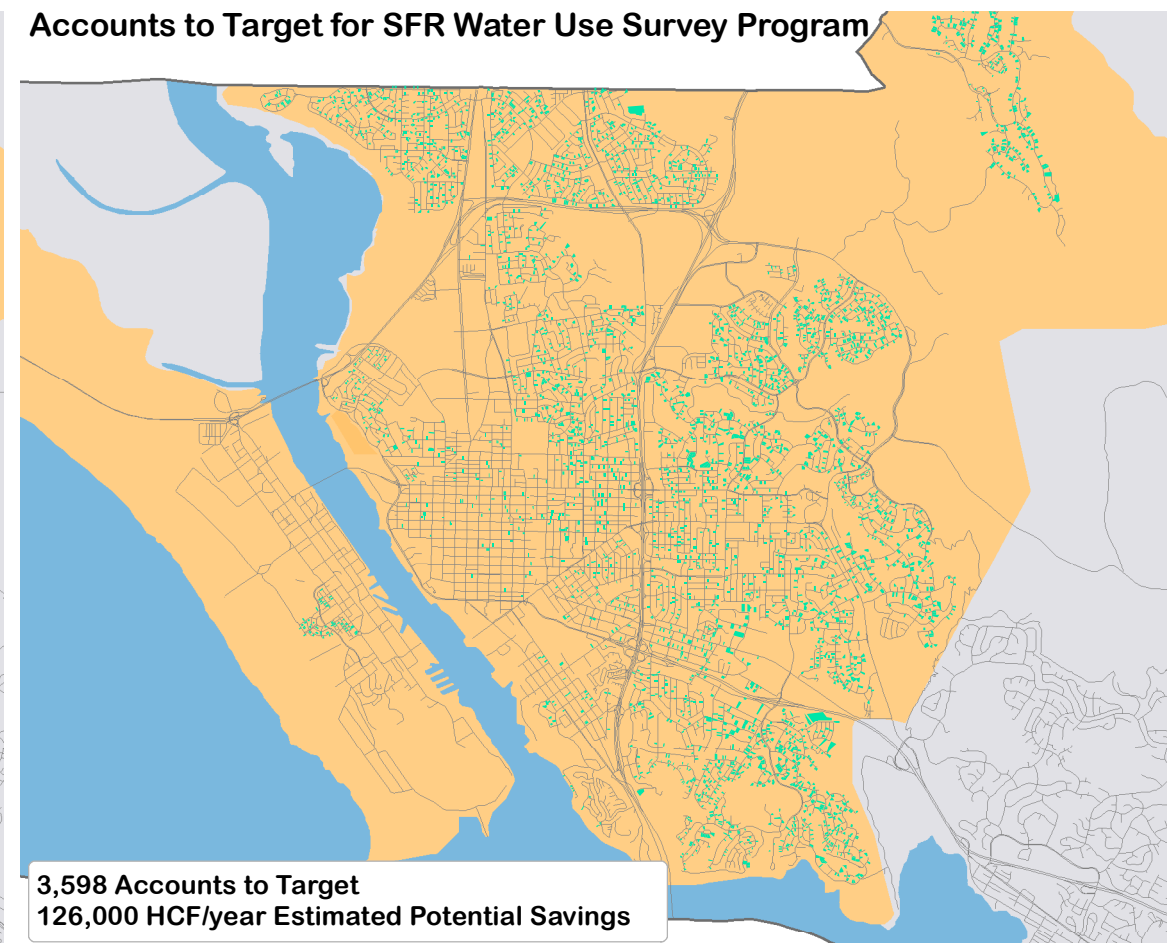 Accounts to Target for SFR Water Use Survey Program
3,598 Accounts to Target
126,000 HCF/year Estimated Potential Savings